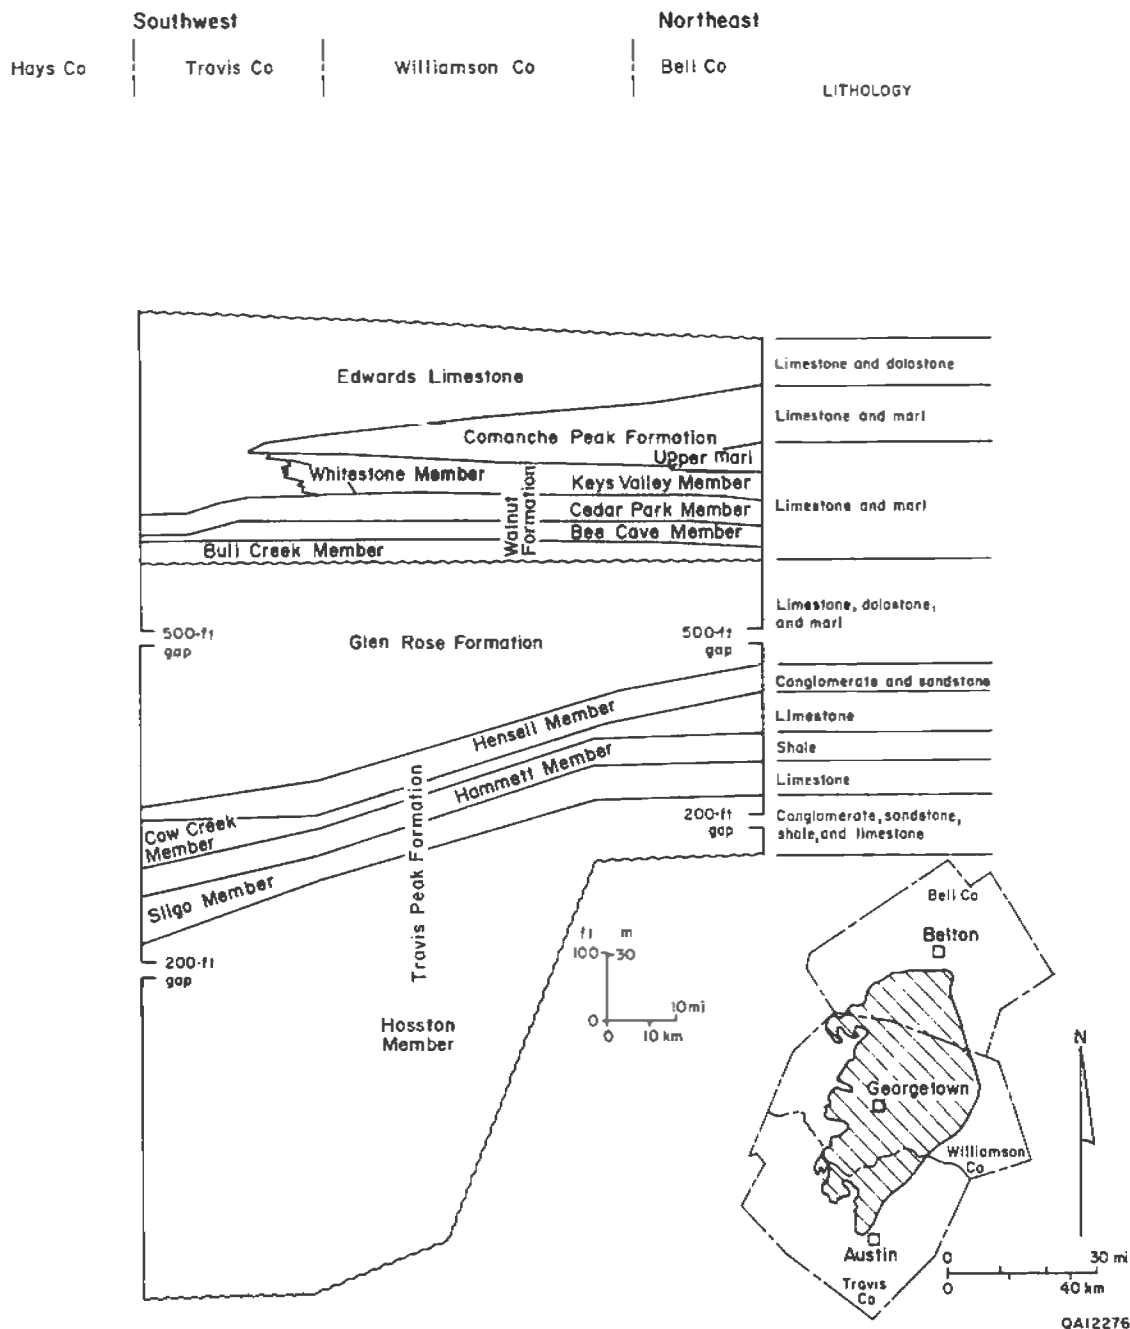 Southwest
Northeast
Hays Co
Travis Co
Williamson Co
Bell Co
LITHOLOGY
Edwards Limestone
Limestone and dolostone
Comanche Peak Formation
Limestone and marl
Upper marl
Whitestone Member
Keys Valley Member
Cedar Park Member
Limestone and marl
Bee Cave Member
Bull Creek Member
Walnut
Formation
Limestone, dolostone,
and marl
500-ft
gap
Glen Rose Formation
500-ft
gap
Conglomerate and sandstone
Hensell Member
Limestone
Shale
Hammett Member
Limestone
Cow Creek
Member
200-ft
gap
Conglomerate, sandstone,
shale, and limestone
Sligo Member
Travis Peak Formation
200-ft
gap
Hosston
Member
ft m
100 30
10 mi
0
0 10 km
Bell Co
Belton
N
Georgetown
Williamson
Co
Austin
Travis
Co
0 30 mi
0 40 km
QA12276